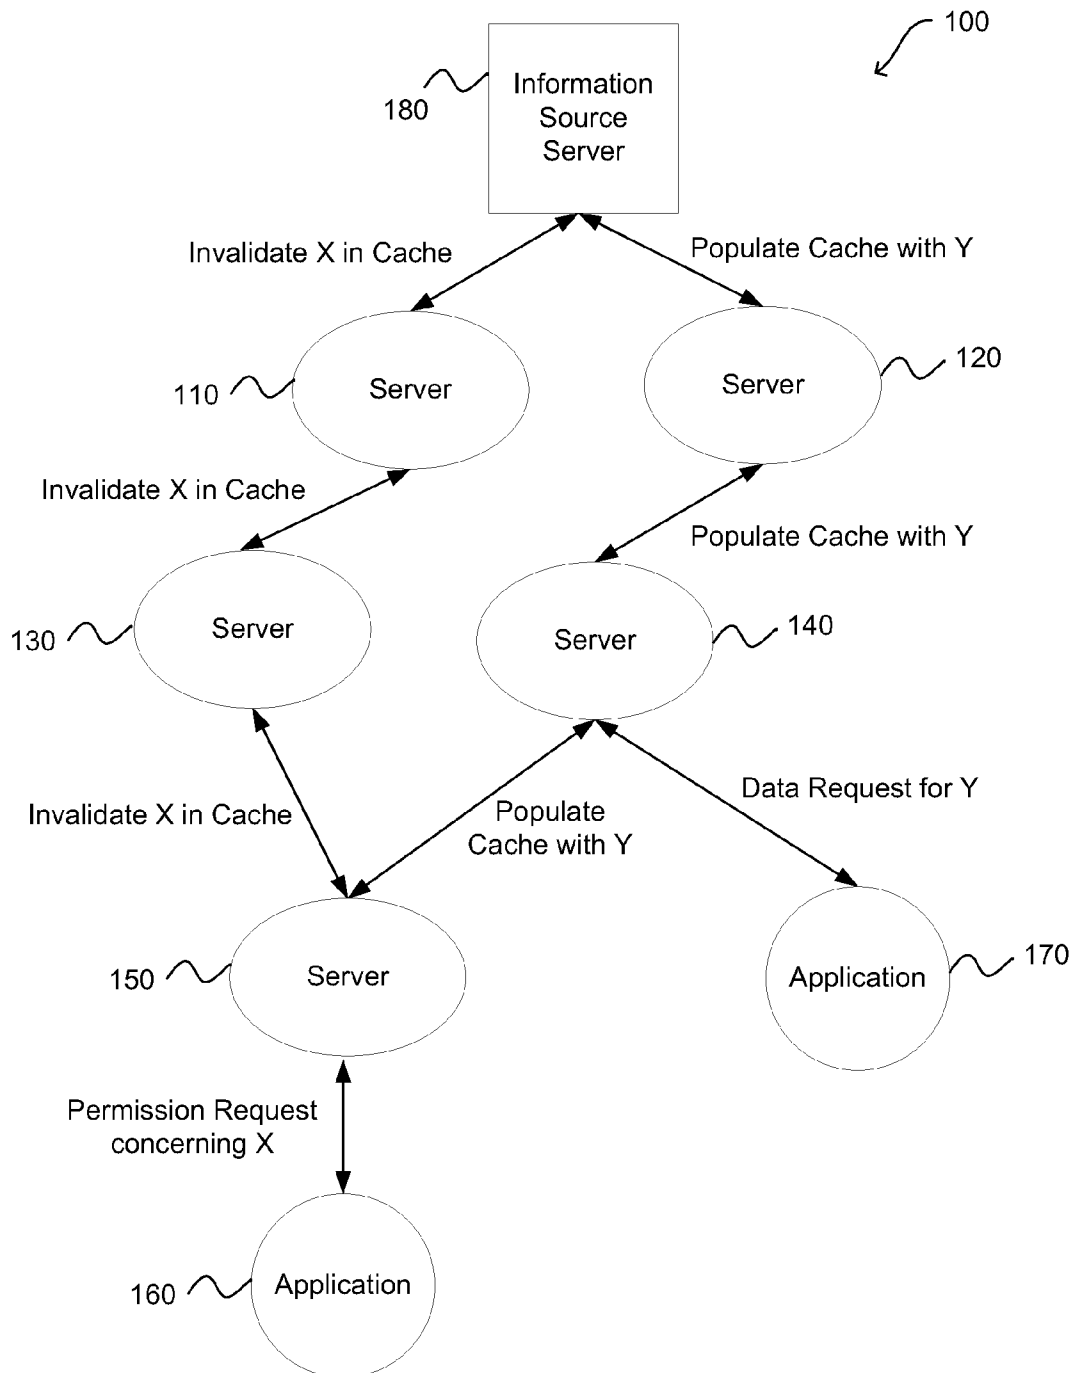 100
Information
Source
Server
180
Invalidate X in Cache
Populate Cache with Y
Server
110
Server
120
Invalidate X in Cache
Populate Cache with Y
Server
130
Server
140
Invalidate X in Cache
Populate
Cache with Y
Data Request for Y
Server
150
Application
170
Permission Request
concerning X
Application
160